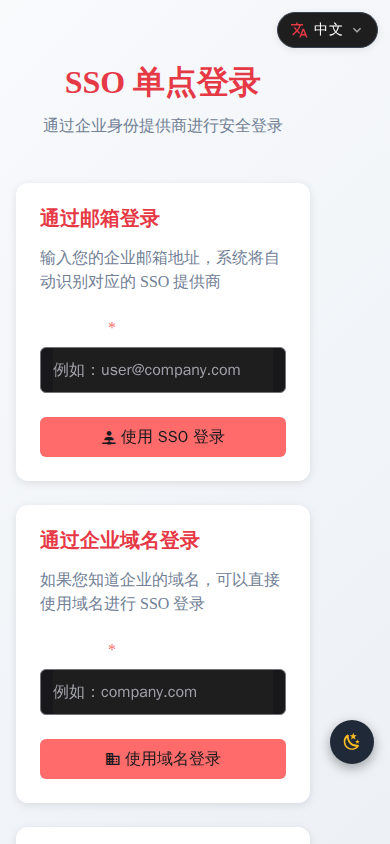 中文
SSO 单点登录
通过企业身份提供商进行安全登录
通过邮箱登录
输入您的企业邮箱地址，系统将自
动识别对应的 SSO 提供商
*
例如：user@company.com
使用 SSO 登录
通过企业域名登录
如果您知道企业的域名，可以直接
使用域名进行 SSO 登录
*
例如：company.com
使用域名登录